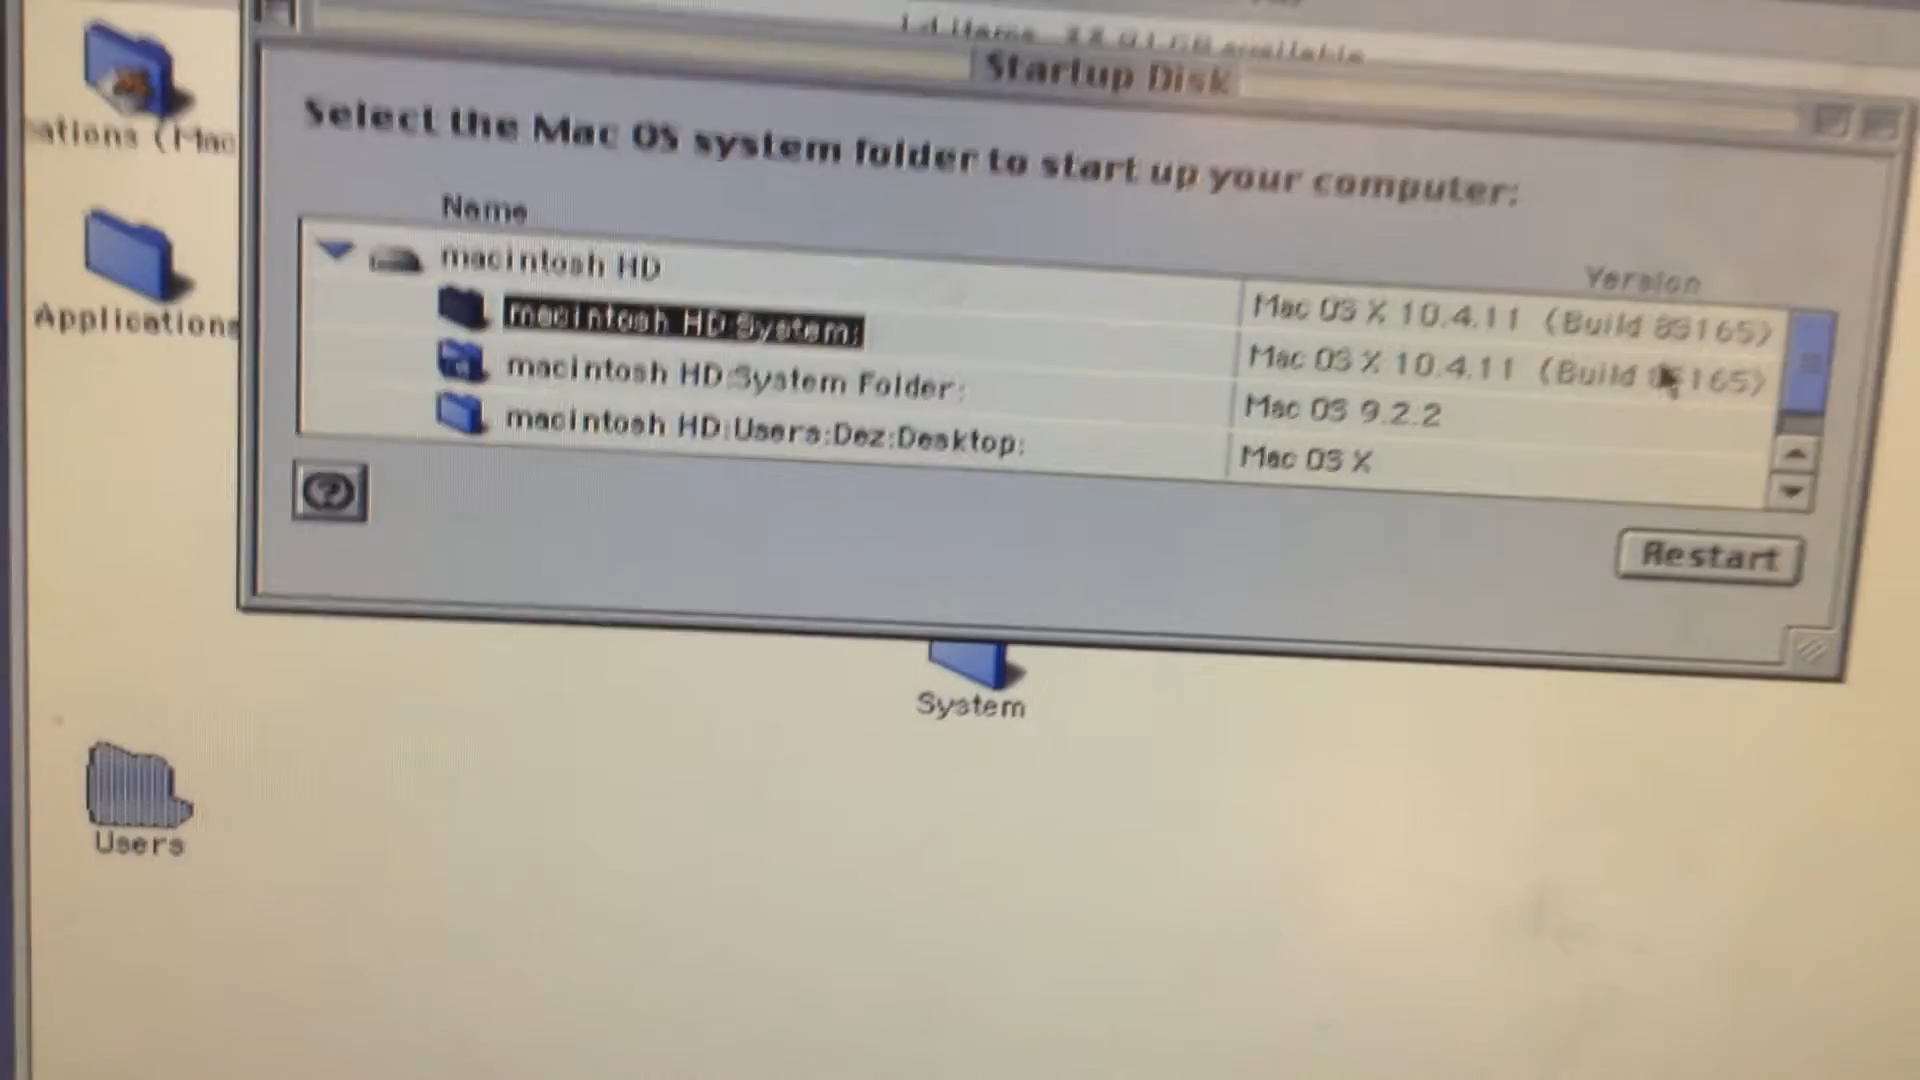 Startup Disk
Select the Mac OS system folder to start up your computer:
Name
Version
macintosh HD
Mac OS X 10.4.11 (Build 8S165)
macintosh HD:System:
Mac OS X 10.4.11 (Build 8S165)
macintosh HD:System Folder:
Mac OS 9.2.2
macintosh HD:Users:Dez:Desktop:
Mac OS X
Restart
ations (Mac
Applications
System
Users